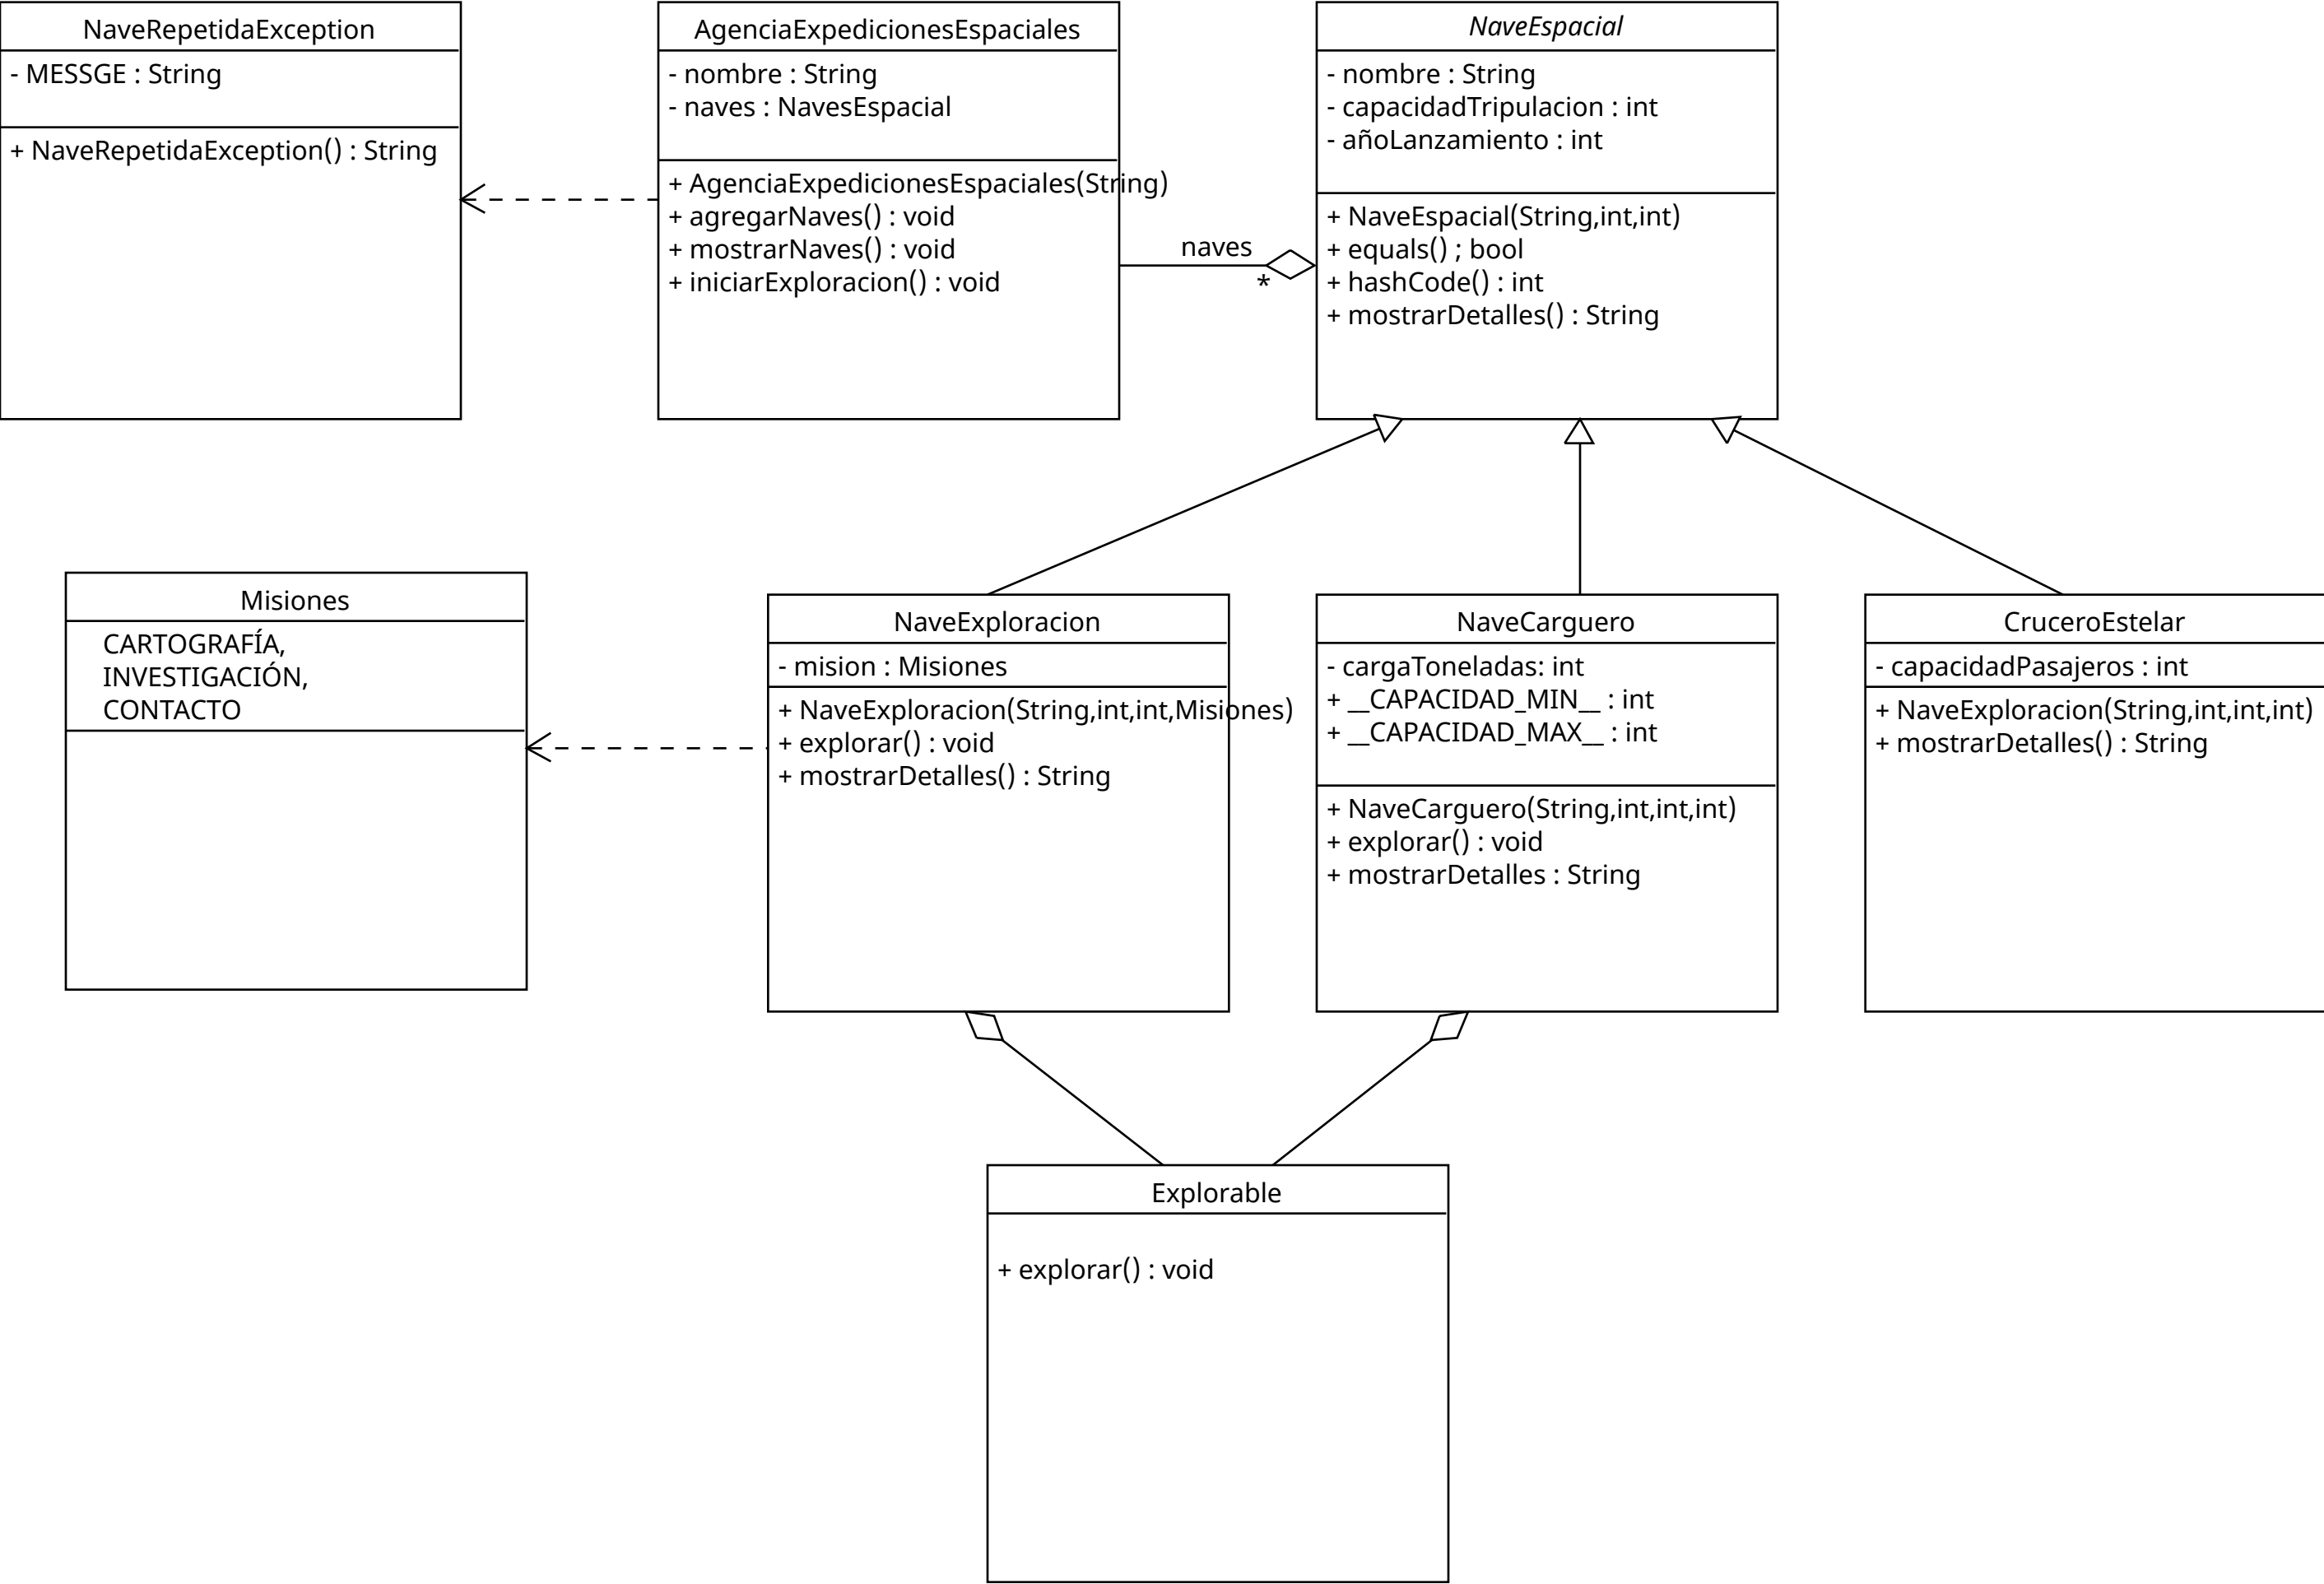 NaveRepetidaException
- MESSGE : String
+ NaveRepetidaException() : String
AgenciaExpedicionesEspaciales
- nombre : String
- naves : NavesEspacial
+ AgenciaExpedicionesEspaciales(String)
+ agregarNaves() : void
+ mostrarNaves() : void
+ iniciarExploracion() : void
naves
*
NaveEspacial
- nombre : String
- capacidadTripulacion : int
- añoLanzamiento : int
+ NaveEspacial(String,int,int)
+ equals() ; bool
+ hashCode() : int
+ mostrarDetalles() : String
Misiones
CARTOGRAFÍA,
INVESTIGACIÓN,
CONTACTO
NaveExploracion
- mision : Misiones
+ NaveExploracion(String,int,int,Misiones)
+ explorar() : void
+ mostrarDetalles() : String
NaveCarguero
- cargaToneladas: int
+ __CAPACIDAD_MIN__ : int
+ __CAPACIDAD_MAX__ : int
+ NaveCarguero(String,int,int,int)
+ explorar() : void
+ mostrarDetalles : String
CruceroEstelar
- capacidadPasajeros : int
+ NaveExploracion(String,int,int,int)
+ mostrarDetalles() : String
Explorable
+ explorar() : void